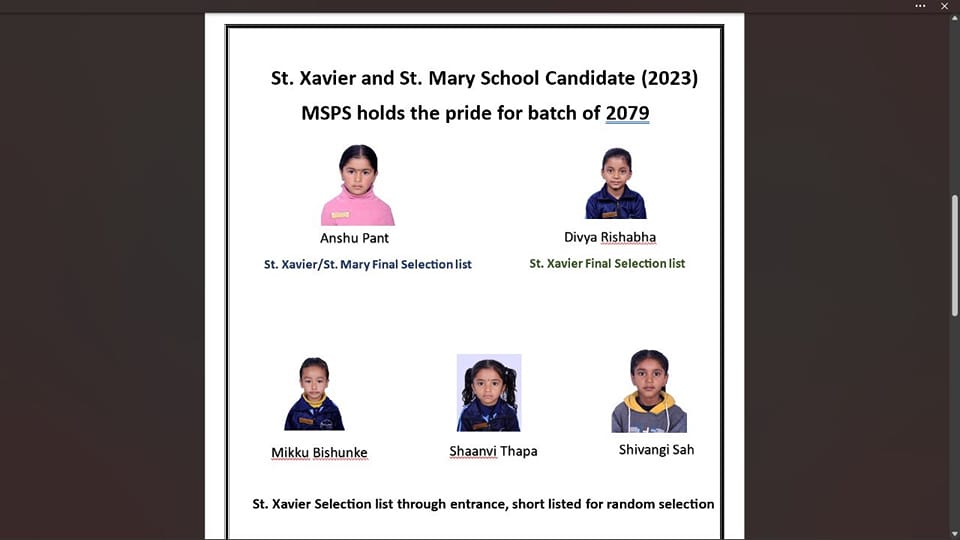 St. Xavier and St. Mary School Candidate (2023)
MSPS holds the pride for batch of 2079
Anshu Pant
Divya Rishabha
St. Xavier/St. Mary Final Selection list
St. Xavier Final Selection list
Mikku Bishunke
Shaanvi Thapa
Shivangi Sah
St. Xavier Selection list through entrance, short listed for random selection